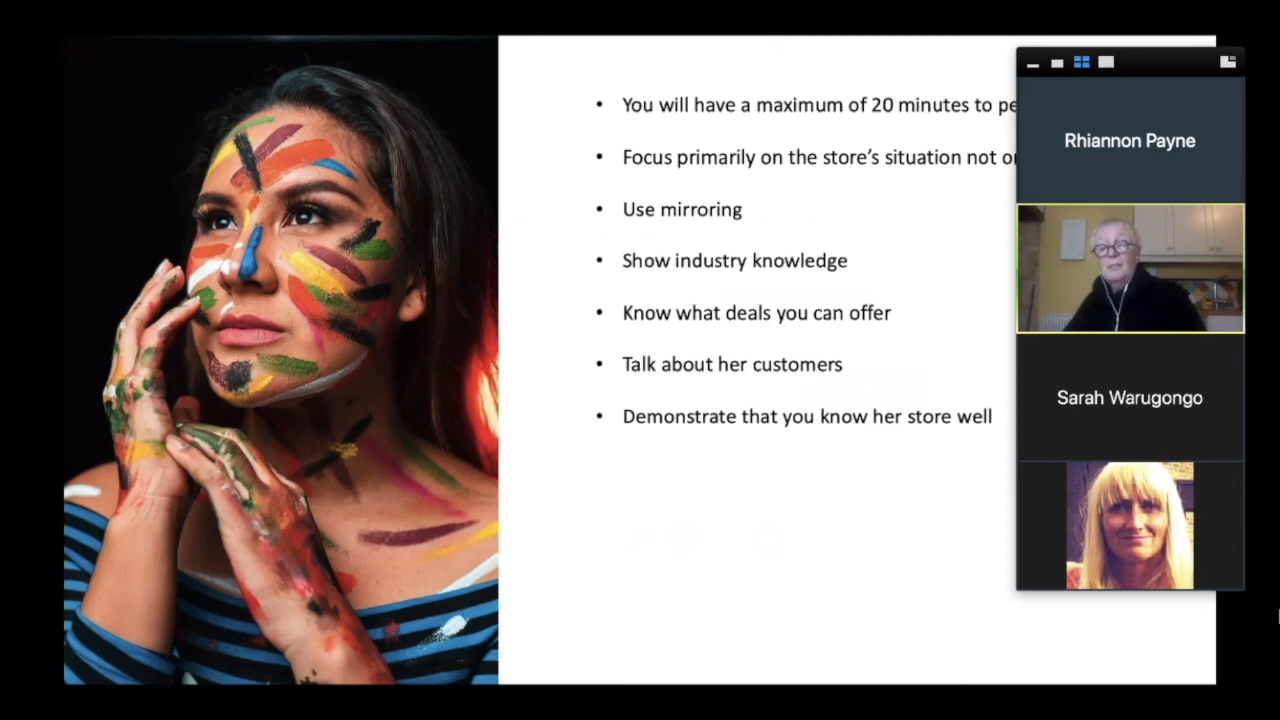 You will have a maximum of 20 minutes to
Focus primarily on the store’s situation not
Use mirroring
Show industry knowledge
Know what deals you can offer
Talk about her customers
Demonstrate that you know her store well
Rhiannon Payne
Sarah Warugongo